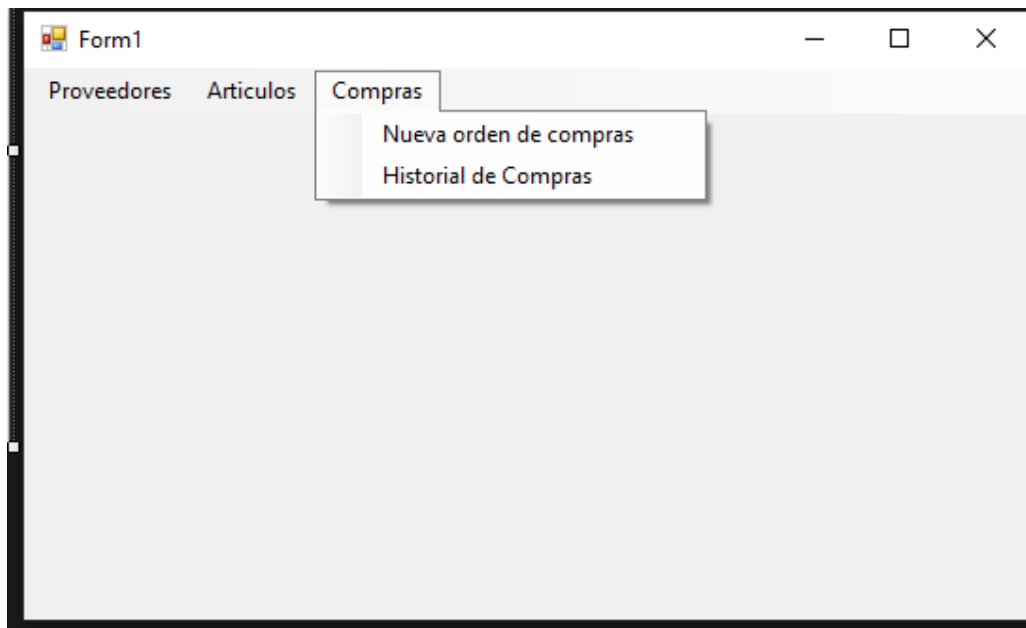 Form1
Proveedores Articulos Compras
Nueva orden de compras
Historial de Compras